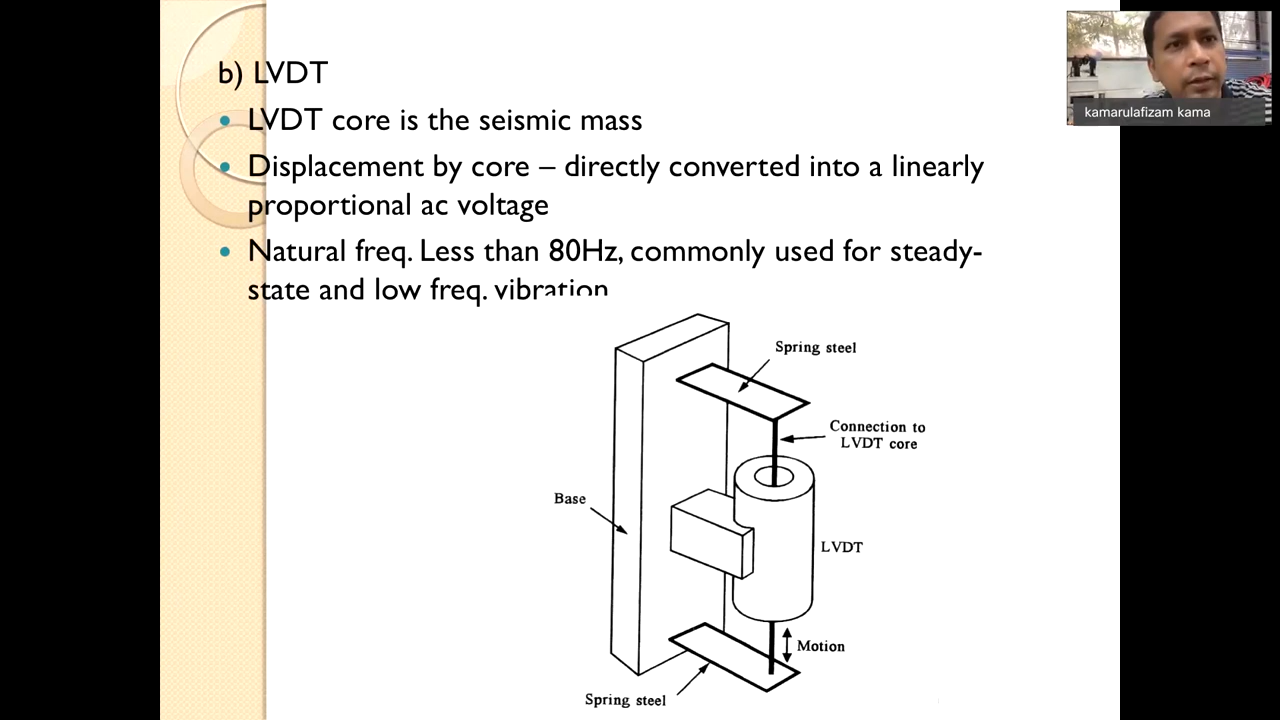 b) LVDT
• LVDT core is the seismic mass
• Displacement by core – directly converted into a linearly
proportional ac voltage
• Natural freq. Less than 80Hz, commonly used for steady-
state and low freq. vibration
kamarulafizam kama
Spring steel
Connection to
LVDT core
Base
LVDT
Motion
Spring steel